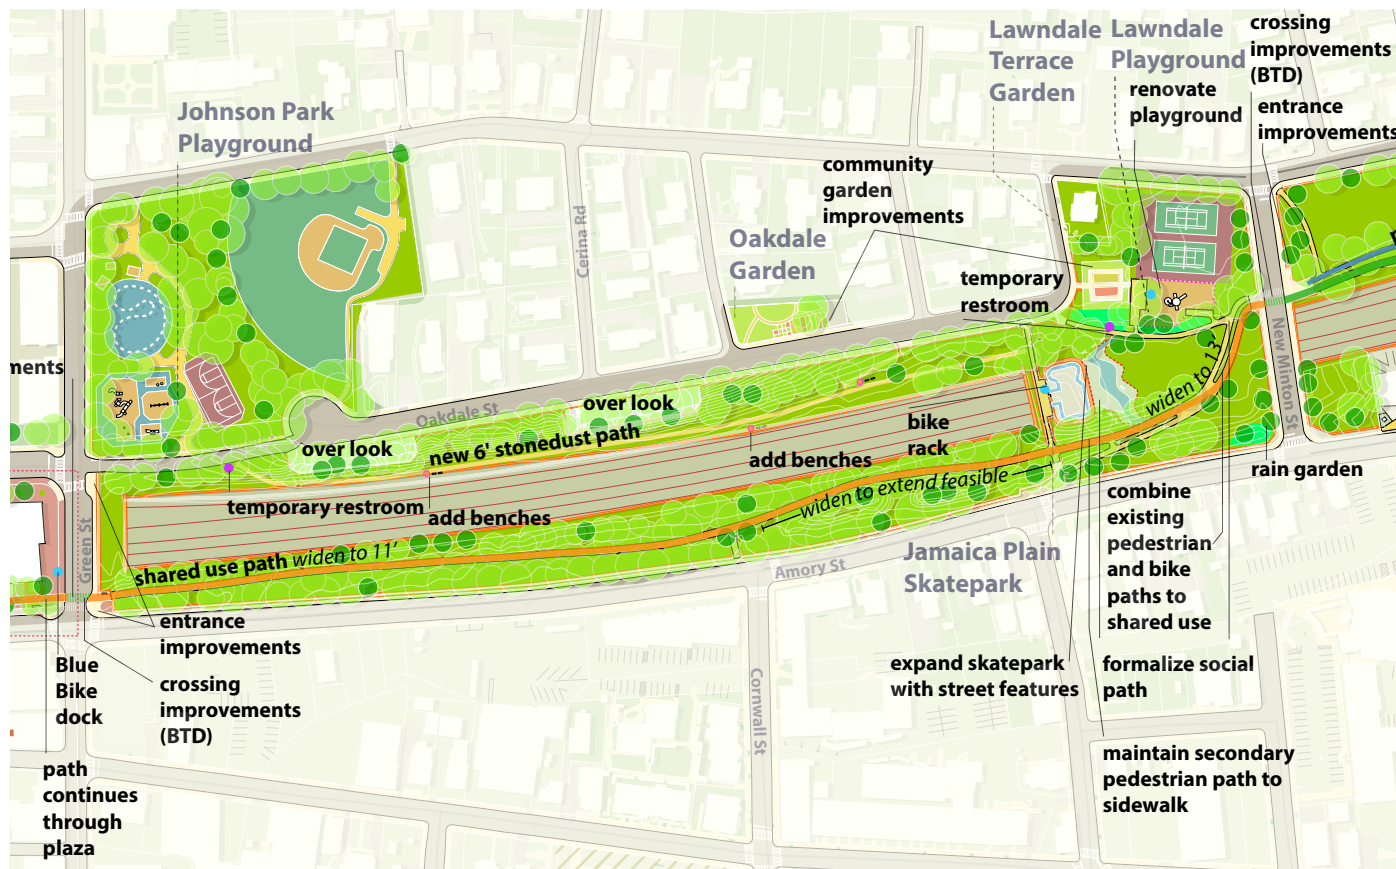 Lawndale
Terrace
Garden
Lawndale
Playground
crossing
improvements
(BTD)
renovate
playground
entrance
improvements
Johnson Park
Playground
community
garden
improvements
Cerina Rd
Oakdale
Garden
temporary
restroom
ments
New Minton St
widen to 13'
Oakdale St
over look
over look
new 6' stonedust path
bike
rack
add benches
rain garden
temporary restroom
add benches
widen to extend feasible
combine
existing
pedestrian
and bike
paths to
shared use
Green St
shared use path widen to 11'
Amory St
Jamaica Plain
Skatepark
entrance
improvements
Blue
Bike
dock
crossing
improvements
(BTD)
Cornwall St
expand skatepark
with street features
formalize social
path
path
continues
through
plaza
maintain secondary
pedestrian path to
sidewalk